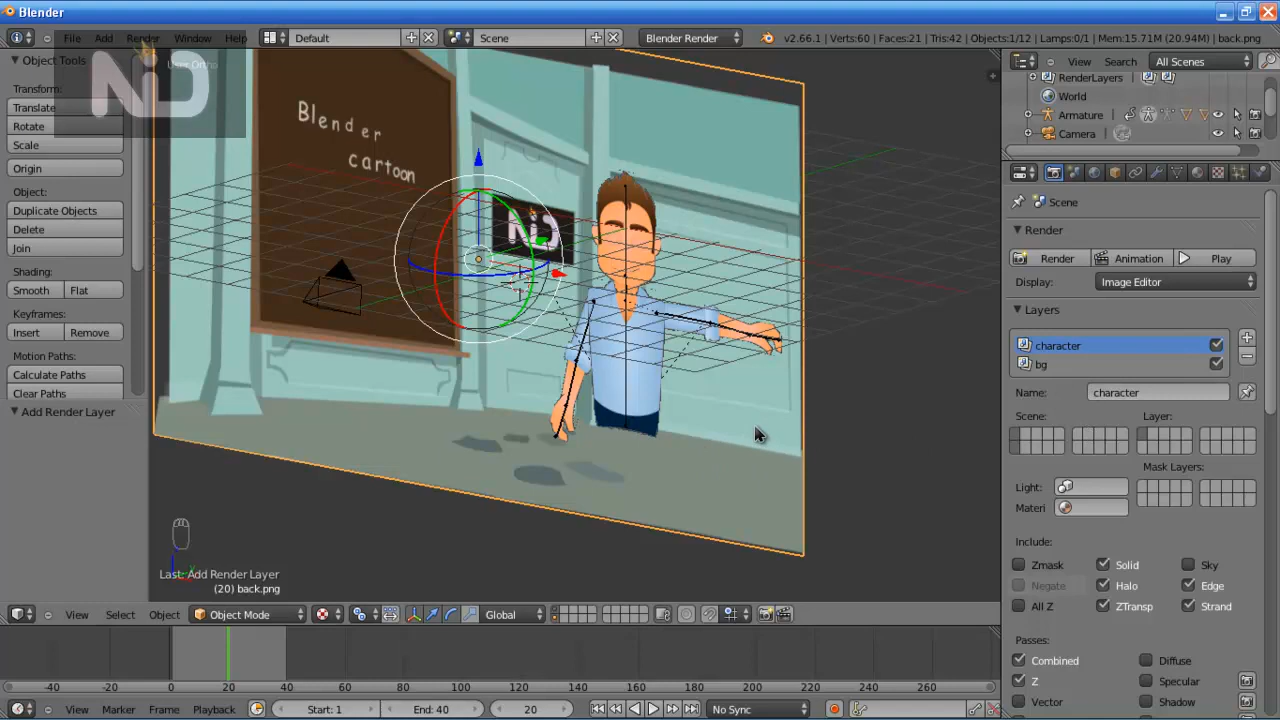 Blender
File Add Render Window Help Default Scene Blender Render v2.66.1 | Verts:60 | Faces:21 | Tris:42 | Objects:1/12 | Lamps:0/1 | Mem:15.71M (20.94M) | back.png
Object Tools
User Ortho
NiD
View Search All Scenes
RenderLayers
World
Armature
Camera
Transform:
Translate
Rotate
Scale
Origin
Object:
Duplicate Objects
Delete
Join
Shading:
Smooth Flat
Keyframes:
Insert Remove
Motion Paths:
Calculate Paths
Clear Paths
Add Render Layer
Blender
cartoon
NiD
Scene
Render
Render Animation Play
Display: Image Editor
Layers
character
bg
Name: character
Scene: Layer:
Mask Layers:
Light:
Materi
Include:
Zmask Solid Sky
Negate Halo Edge
All Z ZTransp Strand
Passes:
Combined Diffuse
Z Specular
Vector Shadow
Last: Add Render Layer
(20) back.png
View Select Object Object Mode Global
-40 -20 0 20 40 60 80 100 120 140 160 180 200 220 240 260
View Marker Frame Playback Start: 1 End: 40 20 No Sync